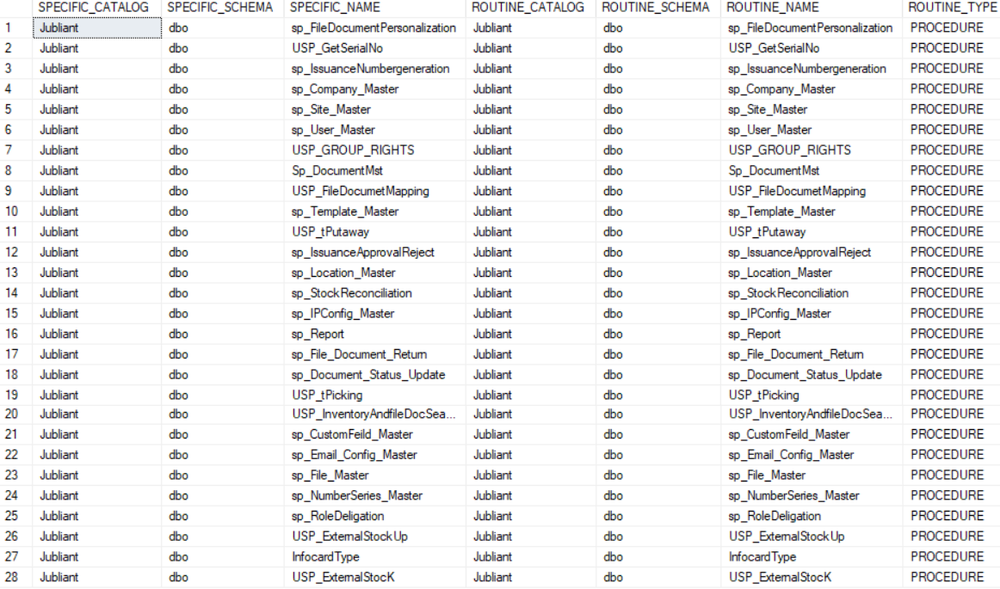 SPECIFIC_CATALOG SPECIFIC_SCHEMA SPECIFIC_NAME ROUTINE_CATALOG ROUTINE_SCHEMA ROUTINE_NAME ROUTINE_TYPE
1 Jubliant dbo sp_FileDocumentPersonalization Jubliant dbo sp_FileDocumentPersonalization PROCEDURE
2 Jubliant dbo USP_GetSerialNo Jubliant dbo USP_GetSerialNo PROCEDURE
3 Jubliant dbo sp_IssuanceNumbergeneration Jubliant dbo sp_IssuanceNumbergeneration PROCEDURE
4 Jubliant dbo sp_Company_Master Jubliant dbo sp_Company_Master PROCEDURE
5 Jubliant dbo sp_Site_Master Jubliant dbo sp_Site_Master PROCEDURE
6 Jubliant dbo sp_User_Master Jubliant dbo sp_User_Master PROCEDURE
7 Jubliant dbo USP_GROUP_RIGHTS Jubliant dbo USP_GROUP_RIGHTS PROCEDURE
8 Jubliant dbo Sp_DocumentMst Jubliant dbo Sp_DocumentMst PROCEDURE
9 Jubliant dbo USP_FileDocumetMapping Jubliant dbo USP_FileDocumetMapping PROCEDURE
10 Jubliant dbo sp_Template_Master Jubliant dbo sp_Template_Master PROCEDURE
11 Jubliant dbo USP_tPutaway Jubliant dbo USP_tPutaway PROCEDURE
12 Jubliant dbo sp_IssuanceApprovalReject Jubliant dbo sp_IssuanceApprovalReject PROCEDURE
13 Jubliant dbo sp_Location_Master Jubliant dbo sp_Location_Master PROCEDURE
14 Jubliant dbo sp_StockReconciliation Jubliant dbo sp_StockReconciliation PROCEDURE
15 Jubliant dbo sp_IPConfig_Master Jubliant dbo sp_IPConfig_Master PROCEDURE
16 Jubliant dbo sp_Report Jubliant dbo sp_Report PROCEDURE
17 Jubliant dbo sp_File_Document_Return Jubliant dbo sp_File_Document_Return PROCEDURE
18 Jubliant dbo sp_Document_Status_Update Jubliant dbo sp_Document_Status_Update PROCEDURE
19 Jubliant dbo USP_tPicking Jubliant dbo USP_tPicking PROCEDURE
20 Jubliant dbo USP_InventoryAndfileDocSea... Jubliant dbo USP_InventoryAndfileDocSea... PROCEDURE
21 Jubliant dbo sp_CustomFeild_Master Jubliant dbo sp_CustomFeild_Master PROCEDURE
22 Jubliant dbo sp_Email_Config_Master Jubliant dbo sp_Email_Config_Master PROCEDURE
23 Jubliant dbo sp_File_Master Jubliant dbo sp_File_Master PROCEDURE
24 Jubliant dbo sp_NumberSeries_Master Jubliant dbo sp_NumberSeries_Master PROCEDURE
25 Jubliant dbo sp_RoleDeligation Jubliant dbo sp_RoleDeligation PROCEDURE
26 Jubliant dbo USP_ExternalStockUp Jubliant dbo USP_ExternalStockUp PROCEDURE
27 Jubliant dbo InfocardType Jubliant dbo InfocardType PROCEDURE
28 Jubliant dbo USP_ExternalStocK Jubliant dbo USP_ExternalStocK PROCEDURE